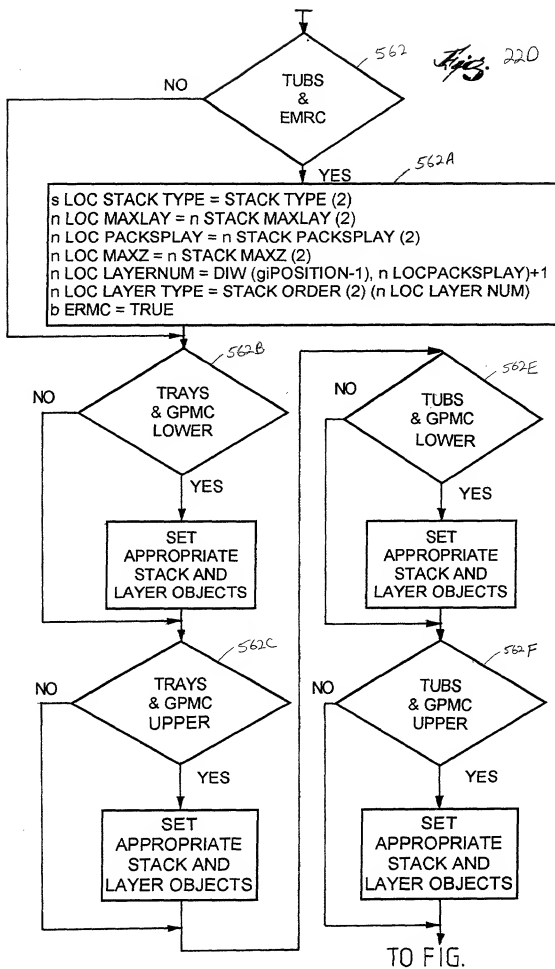 562
Fig. 22D
NO
TUBS
&
EMRC
YES
562A
s LOC STACK TYPE = STACK TYPE (2)
n LOC MAXLAY = n STACK MAXLAY (2)
n LOC PACKSPLAY = n STACK PACKSPLAY (2)
n LOC MAXZ = n STACK MAXZ (2)
n LOC LAYERNUM = DIW (giPOSITION-1), n LOCPACKSPLAY)+1
n LOC LAYER TYPE = STACK ORDER (2) (n LOC LAYER NUM)
b ERMC = TRUE
562B
NO
TRAYS
& GPMC
LOWER
YES
SET
APPROPRIATE
STACK AND
LAYER OBJECTS
562C
NO
TRAYS
& GPMC
UPPER
YES
SET
APPROPRIATE
STACK AND
LAYER OBJECTS
562E
NO
TUBS
& GPMC
LOWER
YES
SET
APPROPRIATE
STACK AND
LAYER OBJECTS
562F
NO
TUBS
& GPMC
UPPER
YES
SET
APPROPRIATE
STACK AND
LAYER OBJECTS
TO FIG.